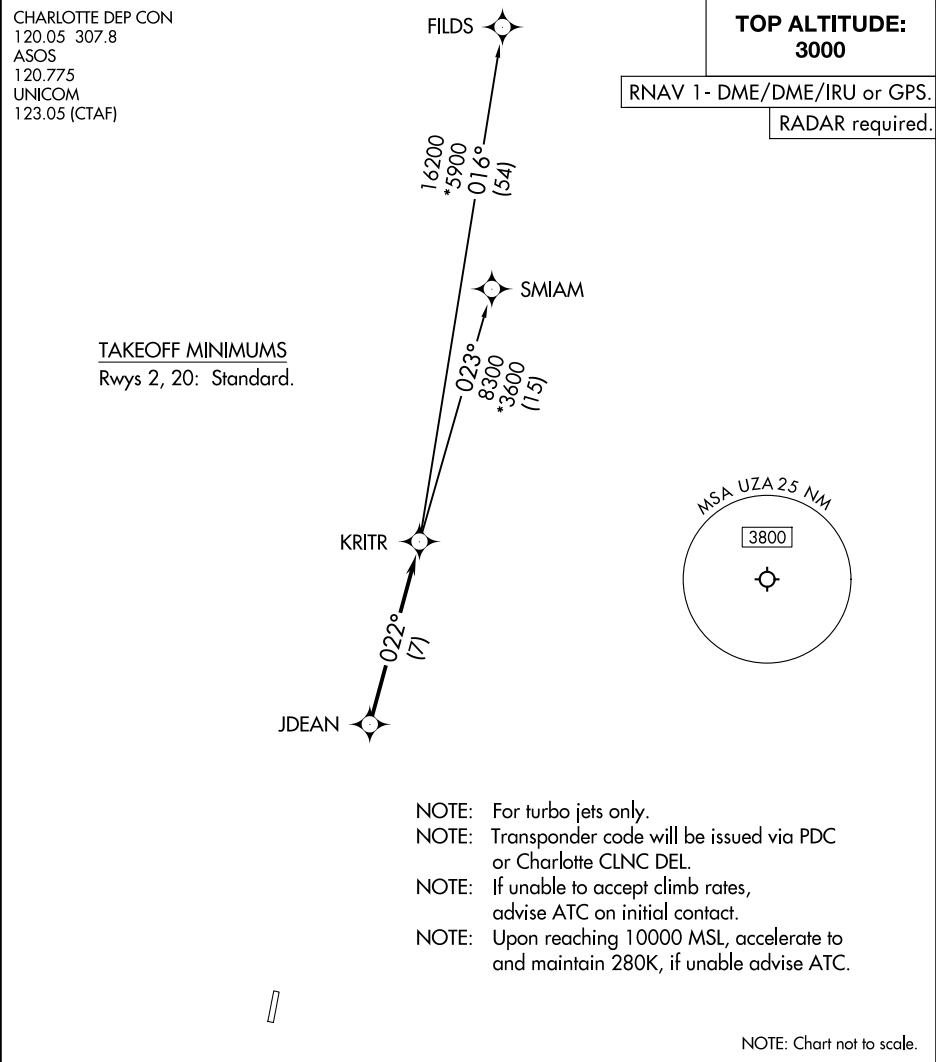 CHARLOTTE DEP CON
120.05 307.8
ASOS
120.775
UNICOM
123.05 (CTAF)
TOP ALTITUDE:
3000
RNAV 1- DME/DME/IRU or GPS.
RADAR required.
FILDS
16200
*5900
016°
(54)
SMIAM
023°
8300
*3600
(15)
TAKEOFF MINIMUMS
Rwys 2, 20: Standard.
MSA UZA 25 NM
3800
KRITR
022°
(7)
JDEAN
NOTE: For turbo jets only.
NOTE: Transponder code will be issued via PDC
or Charlotte CLNC DEL.
NOTE: If unable to accept climb rates,
advise ATC on initial contact.
NOTE: Upon reaching 10000 MSL, accelerate to
and maintain 280K, if unable advise ATC.
NOTE: Chart not to scale.